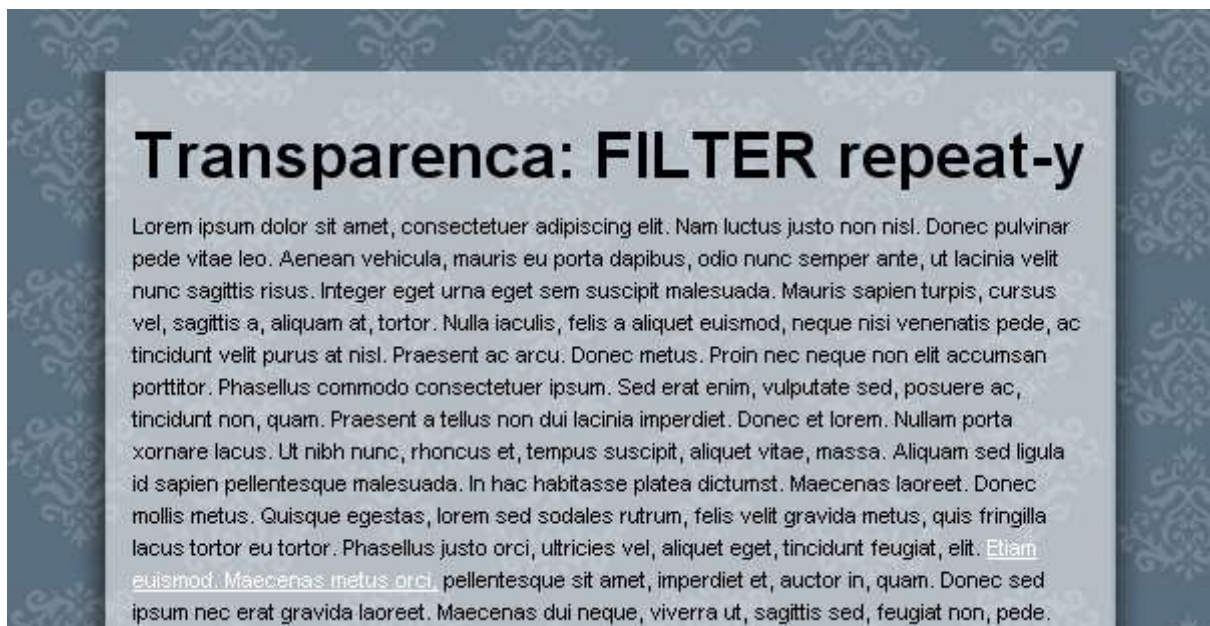 Transparenca: FILTER repeat-y
Lorem ipsum dolor sit amet, consectetuer adipiscing elit. Nam luctus justo non nisl. Donec pulvinar
pede vitae leo. Aenean vehicula, mauris eu porta dapibus, odio nunc semper ante, ut lacinia velit
nunc sagittis risus. Integer eget urna eget sem suscipit malesuada. Mauris sapien turpis, cursus
vel, sagittis a, aliquam at, tortor. Nulla iaculis, felis a aliquet euismod, neque nisi venenatis pede, ac
tincidunt velit purus at nisl. Praesent ac arcu. Donec metus. Proin nec neque non elit accumsan
porttitor. Phasellus commodo consectetuer ipsum. Sed erat enim, vulputate sed, posuere ac,
tincidunt non, quam. Praesent a tellus non dui lacinia imperdiet. Donec et lorem. Nullam porta
xornare lacus. Ut nibh nunc, rhoncus et, tempus suscipit, aliquet vitae, massa. Aliquam sed ligula
id sapien pellentesque malesuada. In hac habitasse platea dictumst. Maecenas laoreet. Donec
mollis metus. Quisque egestas, lorem sed sodales rutrum, felis velit gravida metus, quis fringilla
lacus tortor eu tortor. Phasellus justo orci, ultricies vel, aliquet eget, tincidunt feugiat, elit. Etiam
euismod. Maecenas metus orci, pellentesque sit amet, imperdiet et, auctor in, quam. Donec sed
ipsum nec erat gravida laoreet. Maecenas dui neque, viverra ut, sagittis sed, feugiat non, pede.